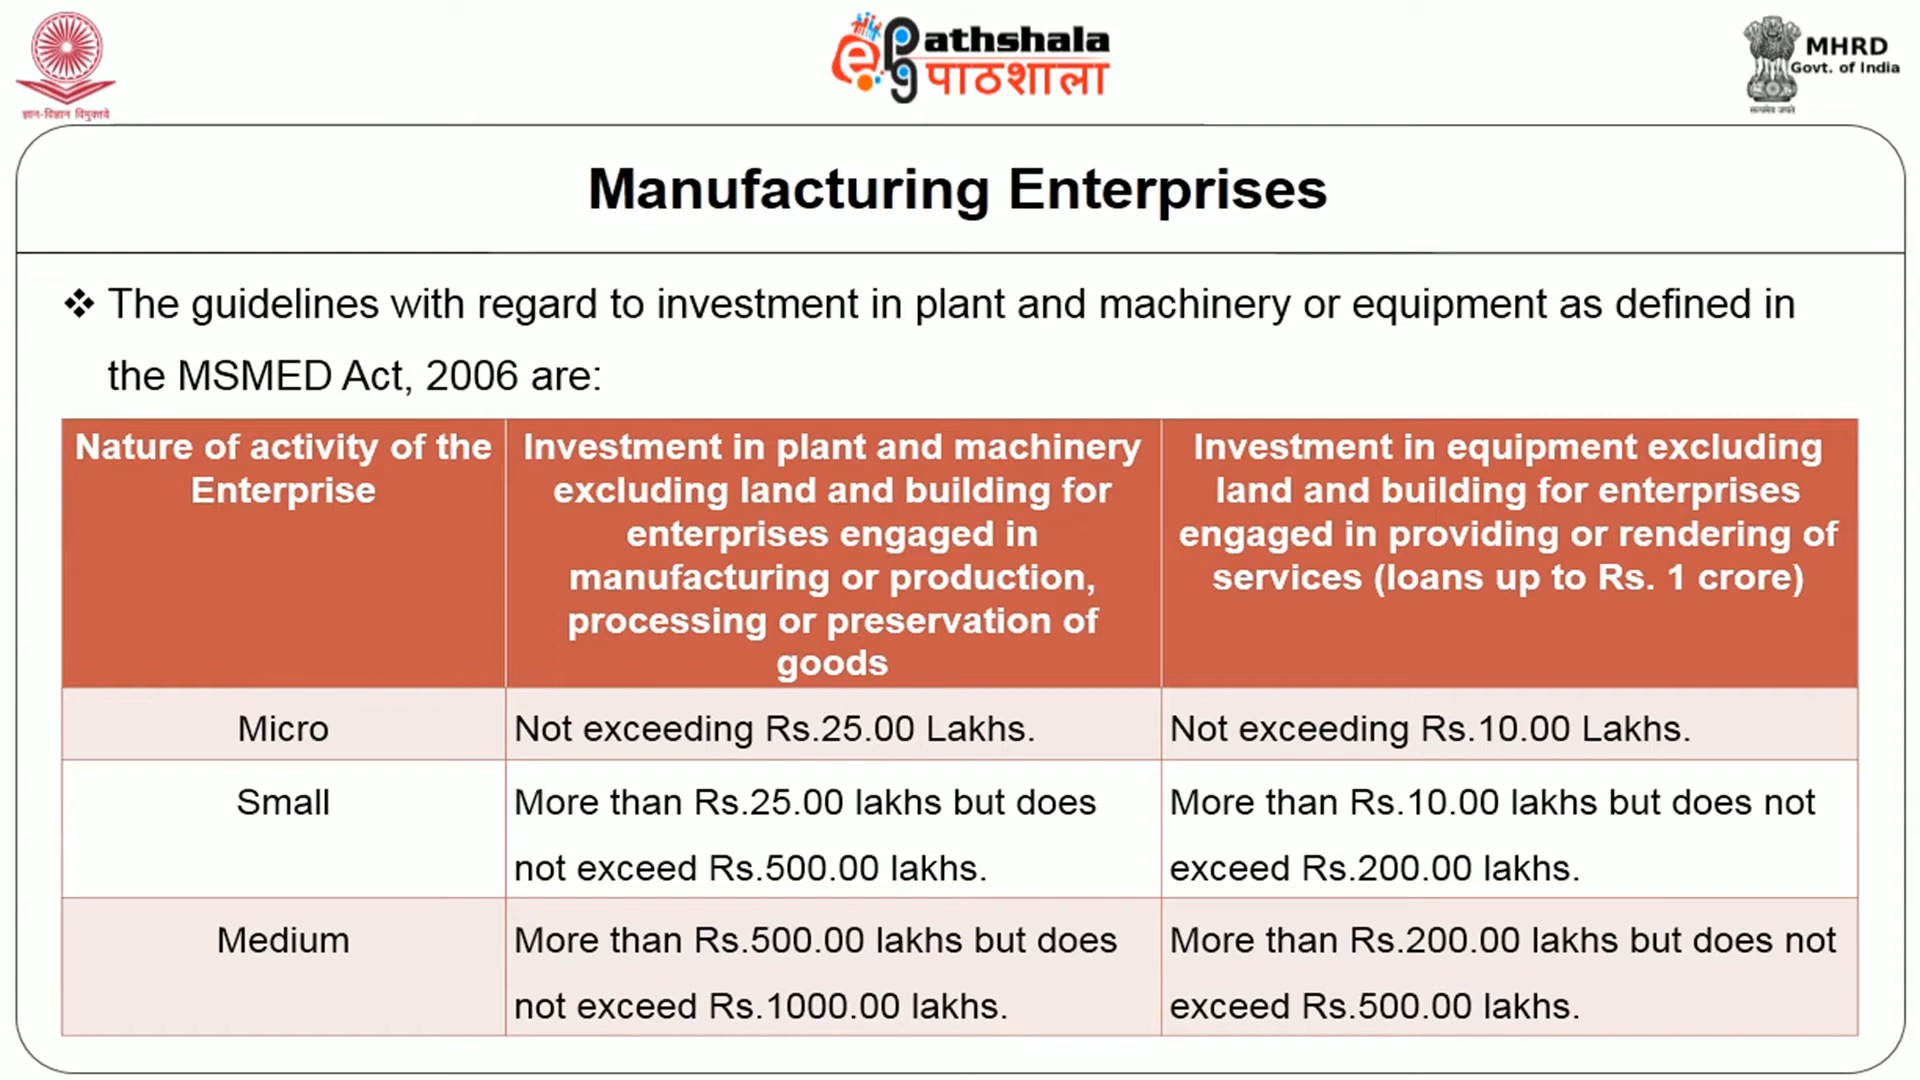 ज्ञान-विज्ञान विमुक्तये
e
pg
athshala
पाठशाला
MHRD
Govt. of India
सत्यमेव जयते
Manufacturing Enterprises
❖ The guidelines with regard to investment in plant and machinery or equipment as defined in
the MSMED Act, 2006 are:
Nature of activity of the
Enterprise
Investment in plant and machinery
excluding land and building for
enterprises engaged in
manufacturing or production,
processing or preservation of
goods
Investment in equipment excluding
land and building for enterprises
engaged in providing or rendering of
services (loans up to Rs. 1 crore)
Micro
Not exceeding Rs.25.00 Lakhs.
Not exceeding Rs.10.00 Lakhs.
Small
More than Rs.25.00 lakhs but does
not exceed Rs.500.00 lakhs.
More than Rs.10.00 lakhs but does not
exceed Rs.200.00 lakhs.
Medium
More than Rs.500.00 lakhs but does
not exceed Rs.1000.00 lakhs.
More than Rs.200.00 lakhs but does not
exceed Rs.500.00 lakhs.